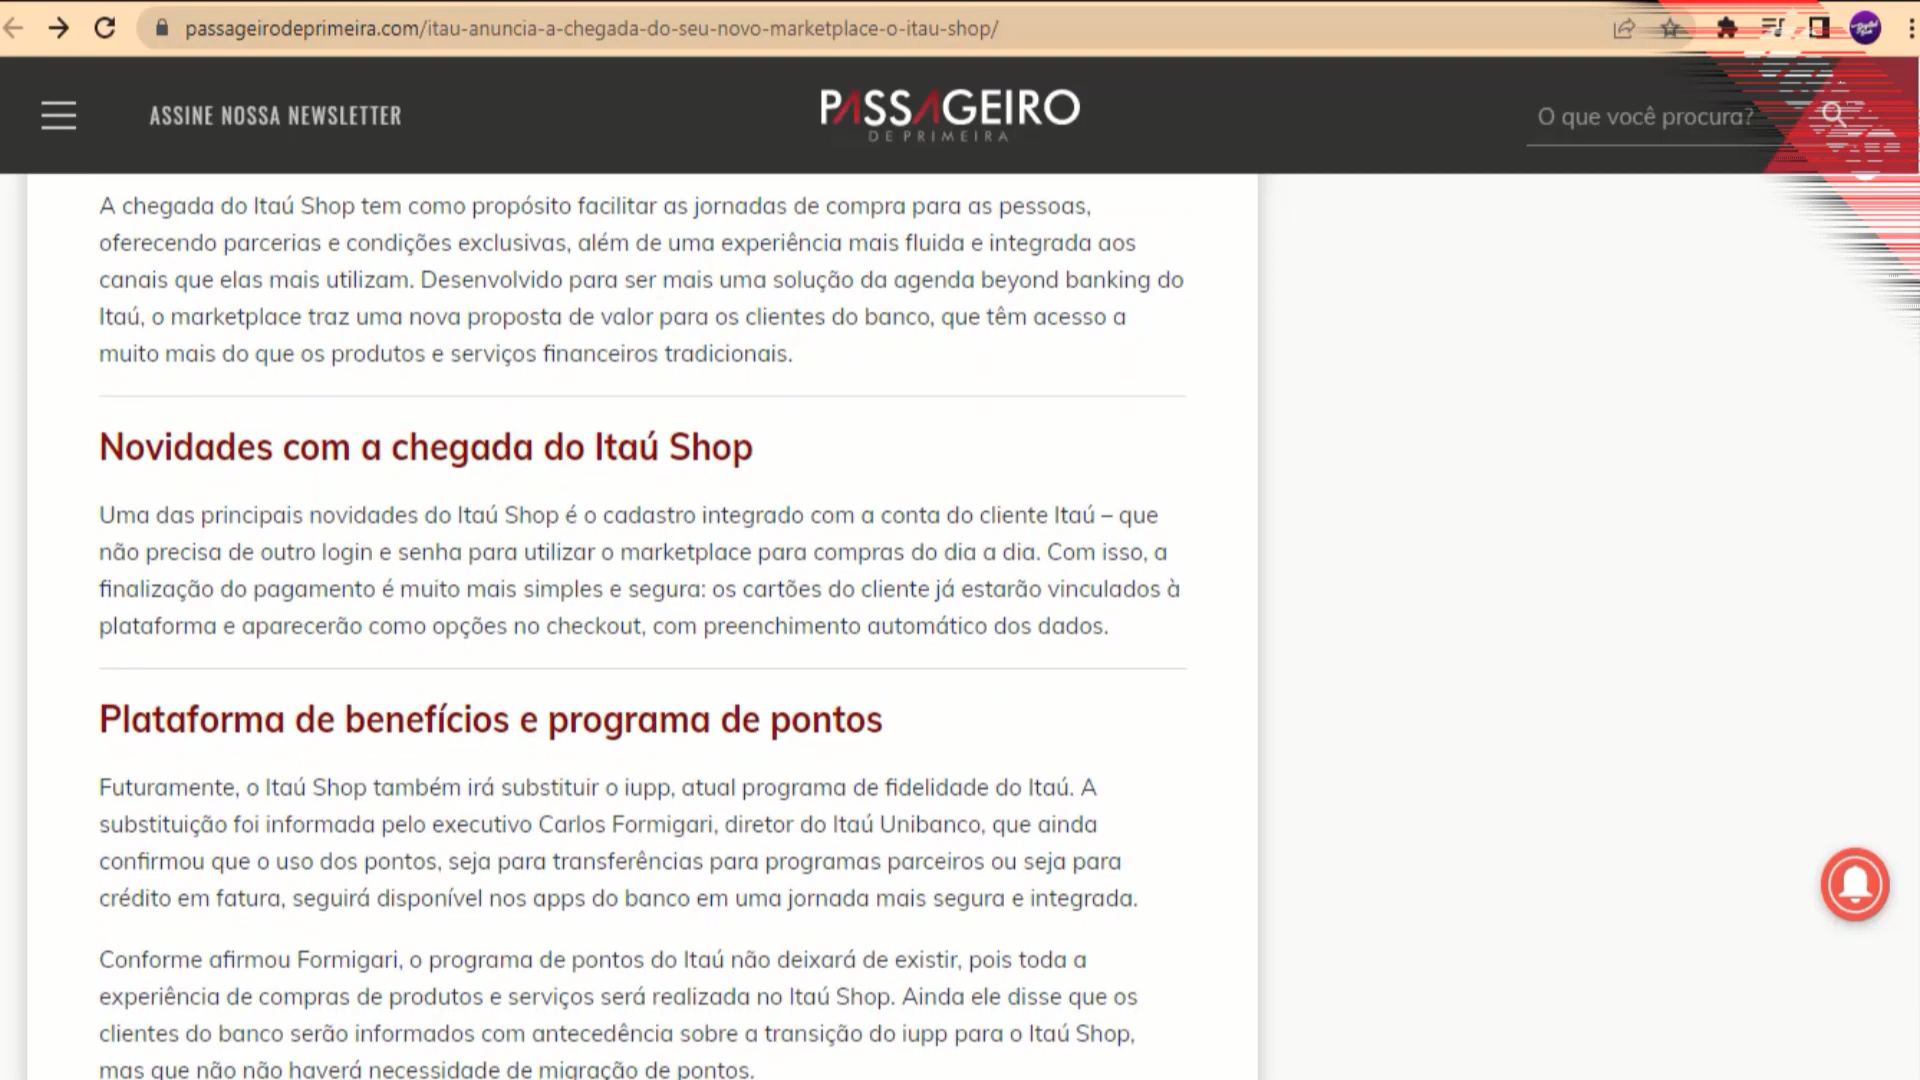 passageirodeprimeira.com/itau-anuncia-a-chegada-do-seu-novo-marketplace-o-itau-shop/
ASSINE NOSSA NEWSLETTER
PASSAGEIRO
DE PRIMEIRA
O que você procura?
A chegada do Itaú Shop tem como propósito facilitar as jornadas de compra para as pessoas,
oferecendo parcerias e condições exclusivas, além de uma experiência mais fluida e integrada aos
canais que elas mais utilizam. Desenvolvido para ser mais uma solução da agenda beyond banking do
Itaú, o marketplace traz uma nova proposta de valor para os clientes do banco, que têm acesso a
muito mais do que os produtos e serviços financeiros tradicionais.
Novidades com a chegada do Itaú Shop
Uma das principais novidades do Itaú Shop é o cadastro integrado com a conta do cliente Itaú – que
não precisa de outro login e senha para utilizar o marketplace para compras do dia a dia. Com isso, a
finalização do pagamento é muito mais simples e segura: os cartões do cliente já estarão vinculados à
plataforma e aparecerão como opções no checkout, com preenchimento automático dos dados.
Plataforma de benefícios e programa de pontos
Futuramente, o Itaú Shop também irá substituir o iupp, atual programa de fidelidade do Itaú. A
substituição foi informada pelo executivo Carlos Formigari, diretor do Itaú Unibanco, que ainda
confirmou que o uso dos pontos, seja para transferências para programas parceiros ou seja para
crédito em fatura, seguirá disponível nos apps do banco em uma jornada mais segura e integrada.
Conforme afirmou Formigari, o programa de pontos do Itaú não deixará de existir, pois toda a
experiência de compras de produtos e serviços será realizada no Itaú Shop. Ainda ele disse que os
clientes do banco serão informados com antecedência sobre a transição do iupp para o Itaú Shop,
mas que não não haverá necessidade de migração de pontos.